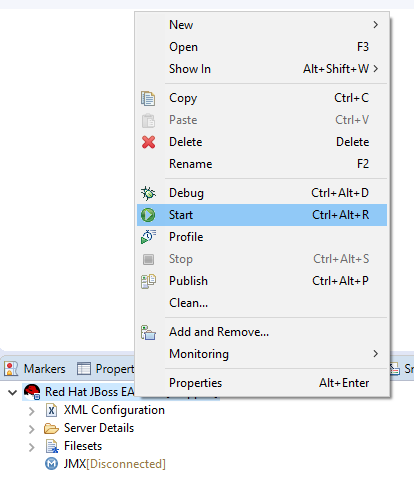 New
Open F3
Show In Alt+Shift+W
Copy Ctrl+C
Paste Ctrl+V
Delete Delete
Rename F2
Debug Ctrl+Alt+D
Start Ctrl+Alt+R
Profile
Stop Ctrl+Alt+S
Publish Ctrl+Alt+P
Clean...
Add and Remove...
Monitoring
Properties Alt+Enter
Markers Propert Sr
Red Hat JBoss EA
XML Configuration
Server Details
Filesets
JMX[Disconnected]